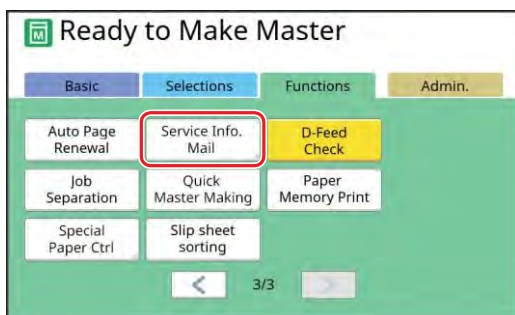 M Ready to Make Master
Basic Selections Functions Admin.
Auto Page Renewal
Service Info. Mail
D-Feed Check
Job Separation
Quick Master Making
Paper Memory Print
Special Paper Ctrl
Slip sheet sorting
< 3/3 >